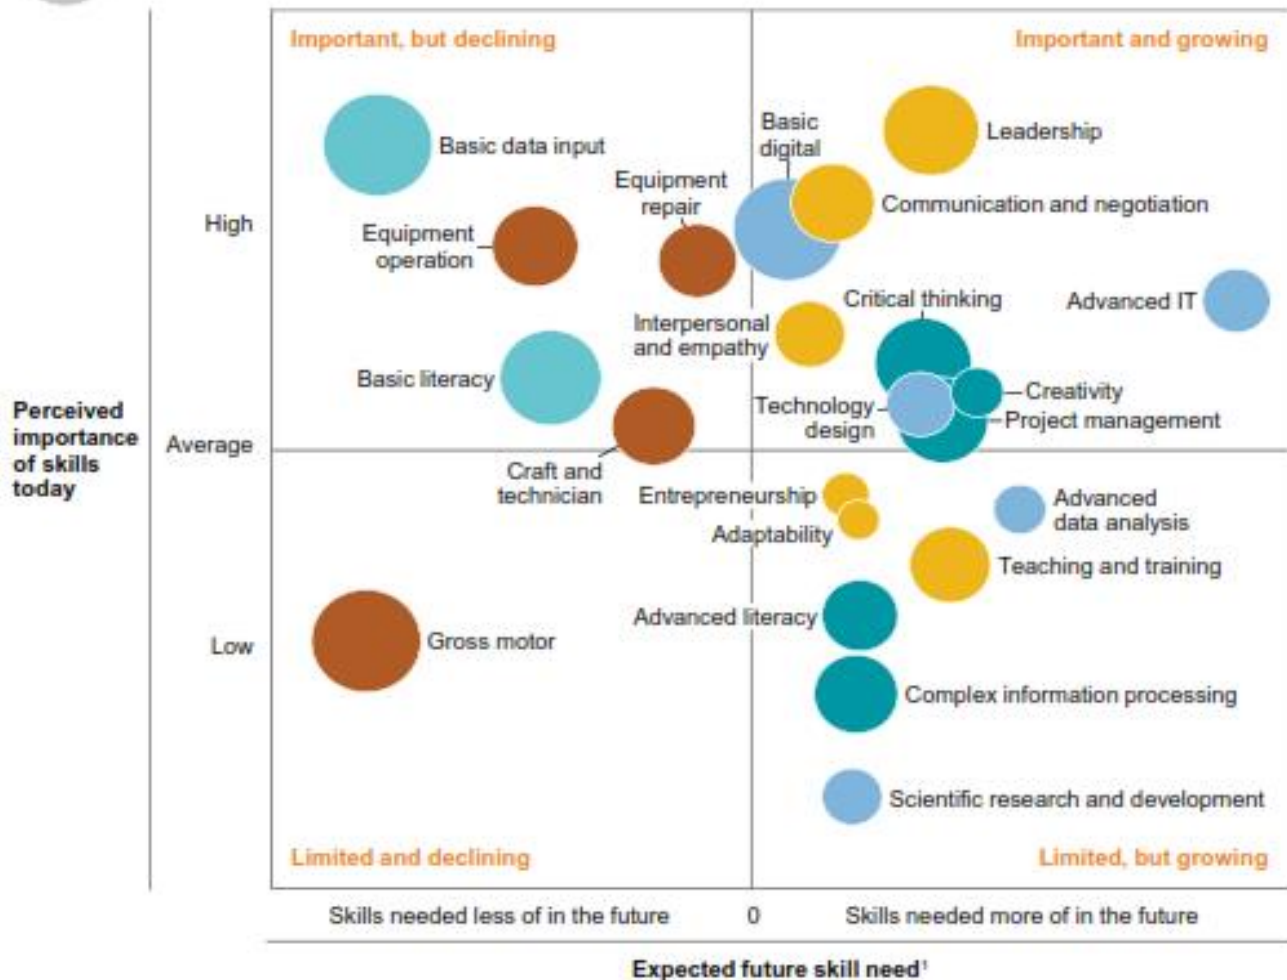 Important, but declining
Important and growing
Basic data input
Basic
digital
Leadership
Equipment
repair
Communication and negotiation
High
Equipment
operation
Critical thinking
Advanced IT
Interpersonal
and empathy
Basic literacy
Creativity
Technology
design
Project management
Perceived
importance
of skills
today
Average
Craft and
technician
Entrepreneurship
Advanced
data analysis
Adaptability
Teaching and training
Advanced literacy
Low
Gross motor
Complex information processing
Scientific research and development
Limited and declining
Limited, but growing
Skills needed less of in the future
0
Skills needed more of in the future
Expected future skill need¹